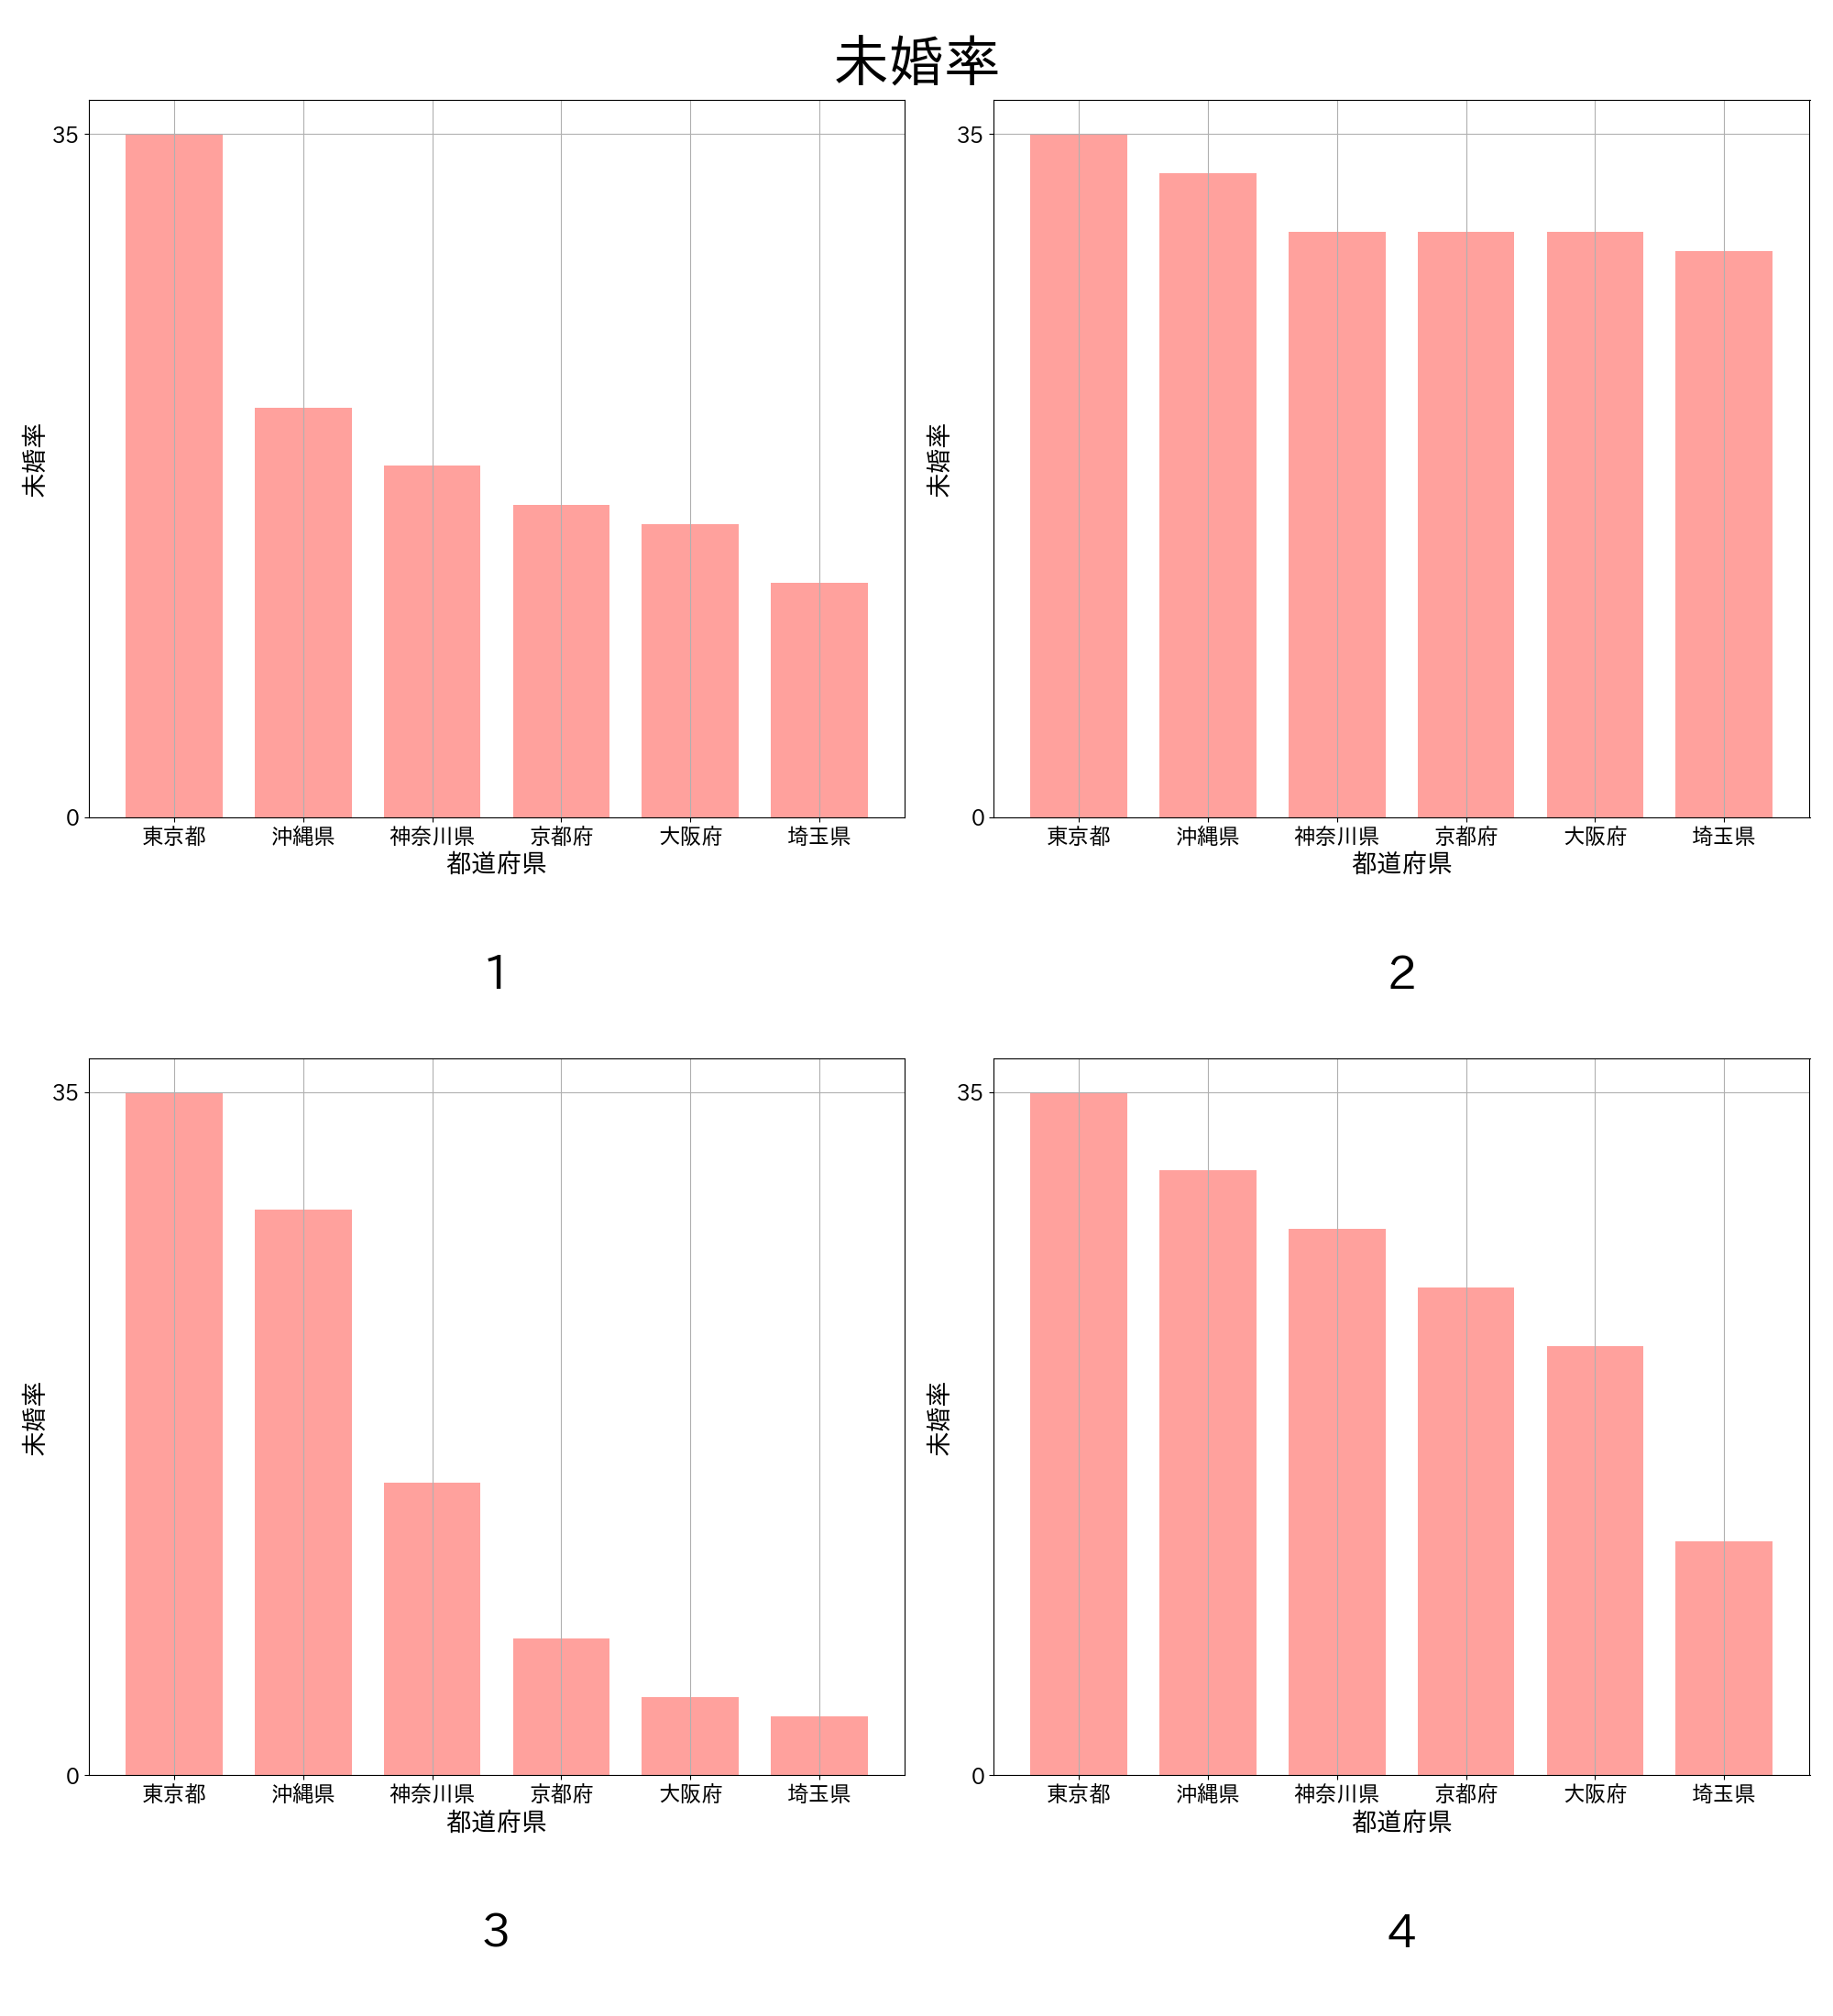 未婚率
35
0
未婚率
東京都 沖縄県 神奈川県 京都府 大阪府 埼玉県
都道府県
1
35
0
未婚率
東京都 沖縄県 神奈川県 京都府 大阪府 埼玉県
都道府県
2
35
0
未婚率
東京都 沖縄県 神奈川県 京都府 大阪府 埼玉県
都道府県
3
35
0
未婚率
東京都 沖縄県 神奈川県 京都府 大阪府 埼玉県
都道府県
4